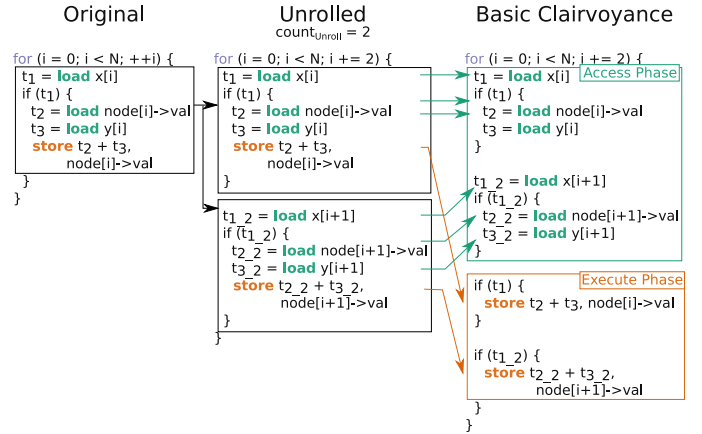 Original
for (i = 0; i < N; ++i) {
t1 = load x[i]
if (t1) {
t2 = load node[i]->val
t3 = load y[i]
store t2 + t3,
node[i]->val
}
}
Unrolled
countUnroll = 2
for (i = 0; i < N; i += 2) {
t1 = load x[i]
if (t1) {
t2 = load node[i]->val
t3 = load y[i]
store t2 + t3,
node[i]->val
}
t1_2 = load x[i+1]
if (t1_2) {
t2_2 = load node[i+1]->val
t3_2 = load y[i+1]
store t2_2 + t3_2,
node[i+1]->val
}
}
Basic Clairvoyance
for (i = 0; i < N; i += 2) {
Access Phase
t1 = load x[i]
if (t1) {
t2 = load node[i]->val
t3 = load y[i]
}
t1_2 = load x[i+1]
if (t1_2) {
t2_2 = load node[i+1]->val
t3_2 = load y[i+1]
}
Execute Phase
if (t1) {
store t2 + t3, node[i]->val
}
if (t1_2) {
store t2_2 + t3_2,
node[i+1]->val
}
}